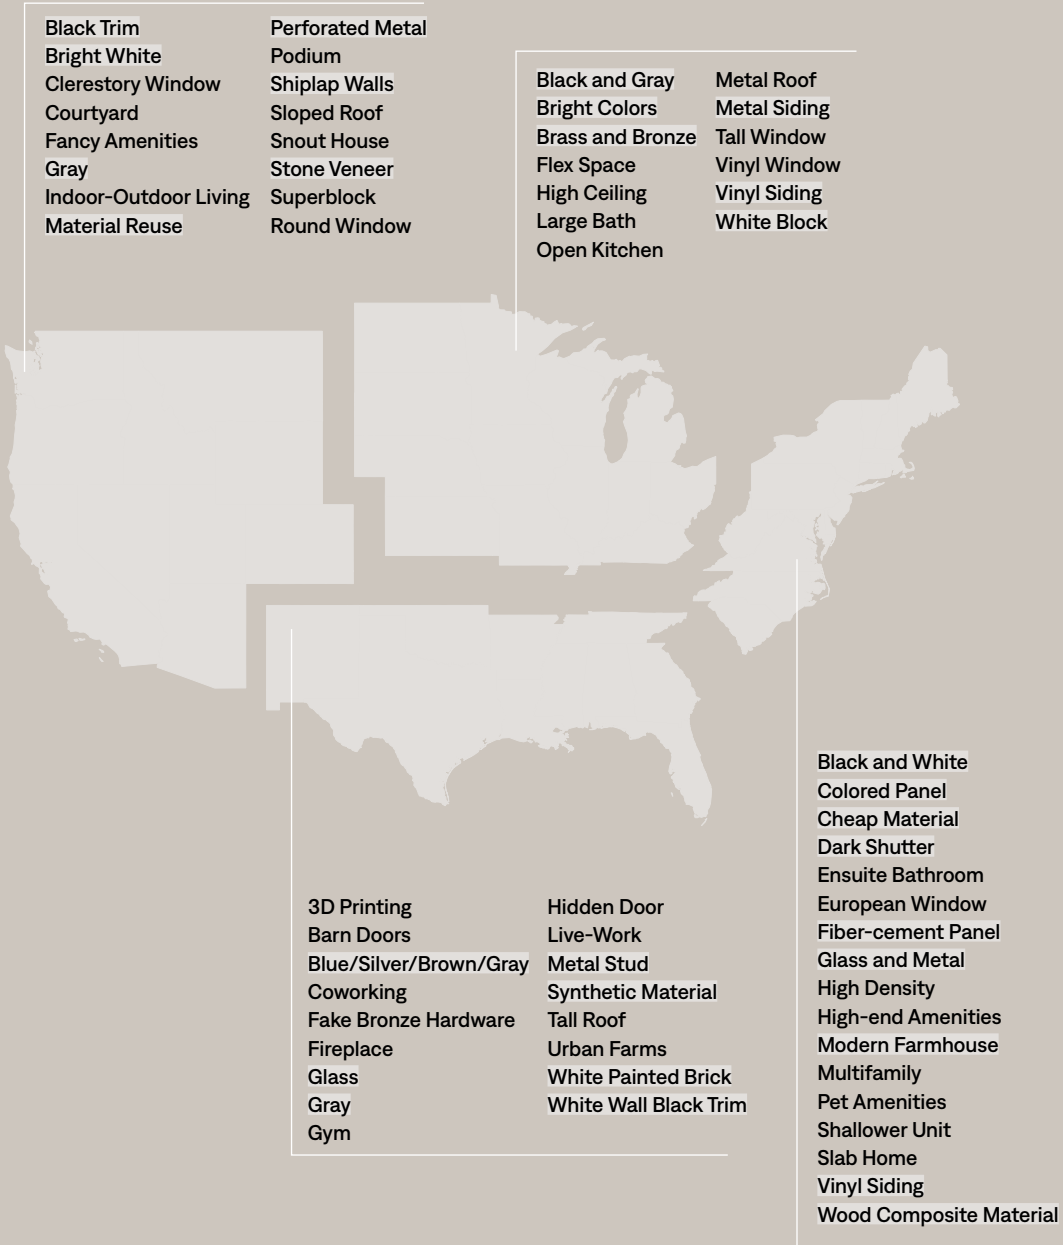 Black Trim
Bright White
Clerestory Window
Courtyard
Fancy Amenities
Gray
Indoor-Outdoor Living
Material Reuse
Perforated Metal
Podium
Shiplap Walls
Sloped Roof
Snout House
Stone Veneer
Superblock
Round Window
Black and Gray
Bright Colors
Brass and Bronze
Flex Space
High Ceiling
Large Bath
Open Kitchen
Metal Roof
Metal Siding
Tall Window
Vinyl Window
Vinyl Siding
White Block
3D Printing
Barn Doors
Blue/Silver/Brown/Gray
Coworking
Fake Bronze Hardware
Fireplace
Glass
Gray
Gym
Hidden Door
Live-Work
Metal Stud
Synthetic Material
Tall Roof
Urban Farms
White Painted Brick
White Wall Black Trim
Black and White
Colored Panel
Cheap Material
Dark Shutter
Ensuite Bathroom
European Window
Fiber-cement Panel
Glass and Metal
High Density
High-end Amenities
Modern Farmhouse
Multifamily
Pet Amenities
Shallower Unit
Slab Home
Vinyl Siding
Wood Composite Material